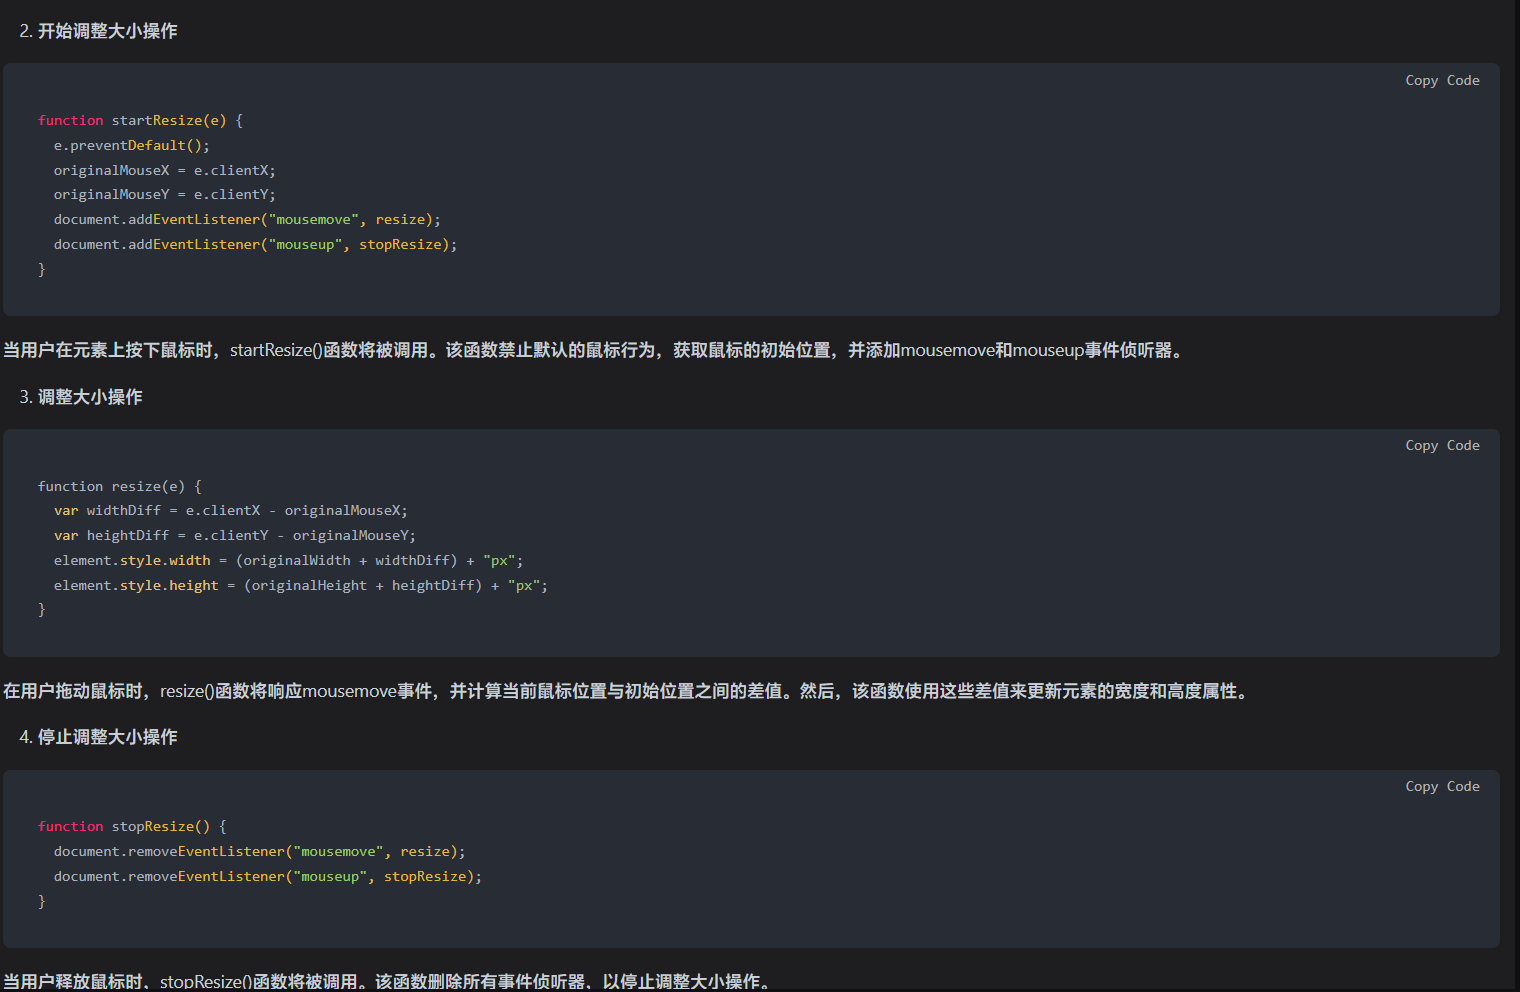 2. 开始调整大小操作
Copy Code
function startResize(e) {
  e.preventDefault();
  originalMouseX = e.clientX;
  originalMouseY = e.clientY;
  document.addEventListener("mousemove", resize);
  document.addEventListener("mouseup", stopResize);
}
当用户在元素上按下鼠标时，startResize()函数将被调用。该函数禁止默认的鼠标行为，获取鼠标的初始位置，并添加mousemove和mouseup事件侦听器。
3. 调整大小操作
Copy Code
function resize(e) {
  var widthDiff = e.clientX - originalMouseX;
  var heightDiff = e.clientY - originalMouseY;
  element.style.width = (originalWidth + widthDiff) + "px";
  element.style.height = (originalHeight + heightDiff) + "px";
}
在用户拖动鼠标时，resize()函数将响应mousemove事件，并计算当前鼠标位置与初始位置之间的差值。然后，该函数使用这些差值来更新元素的宽度和高度属性。
4. 停止调整大小操作
Copy Code
function stopResize() {
  document.removeEventListener("mousemove", resize);
  document.removeEventListener("mouseup", stopResize);
}
当用户释放鼠标时，stopResize()函数将被调用。该函数删除所有事件侦听器，以停止调整大小操作。